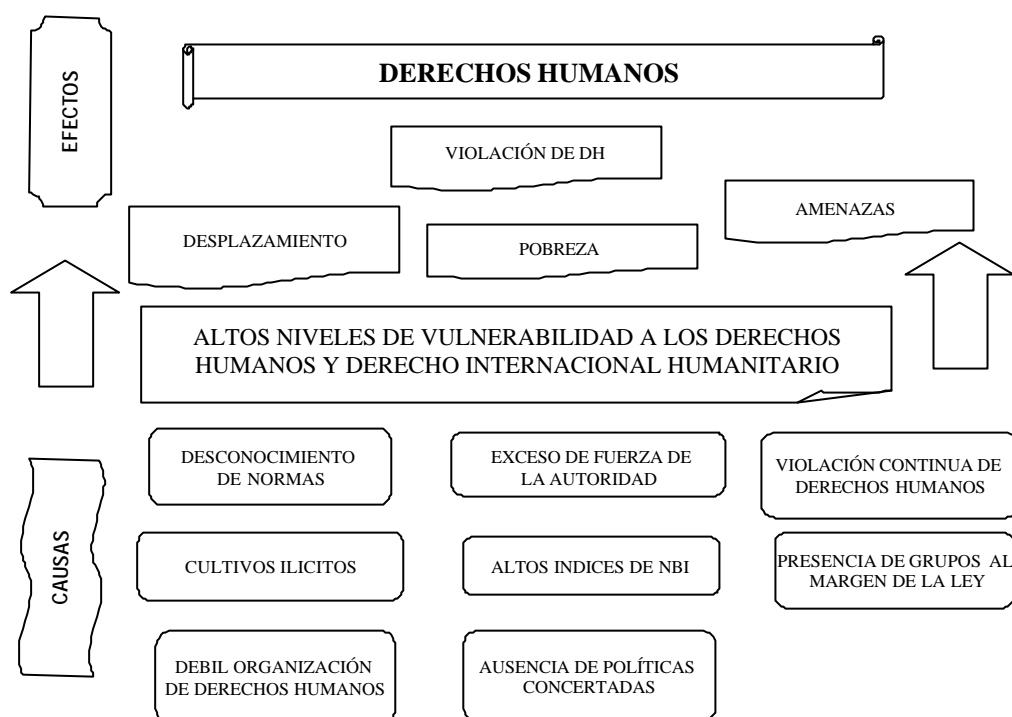 EFECTOS
DERECHOS HUMANOS
VIOLACIÓN DE DH
AMENAZAS
DESPLAZAMIENTO
POBREZA
ALTOS NIVELES DE VULNERABILIDAD A LOS DERECHOS
HUMANOS Y DERECHO INTERNACIONAL HUMANITARIO
CAUSAS
DESCONOCIMIENTO
DE NORMAS
EXCESO DE FUERZA DE
LA AUTORIDAD
VIOLACIÓN CONTINUA DE
DERECHOS HUMANOS
CULTIVOS ILICITOS
ALTOS INDICES DE NBI
PRESENCIA DE GRUPOS AL
MARGEN DE LA LEY
DEBIL ORGANIZACIÓN
DE DERECHOS HUMANOS
AUSENCIA DE POLÍTICAS
CONCERTADAS